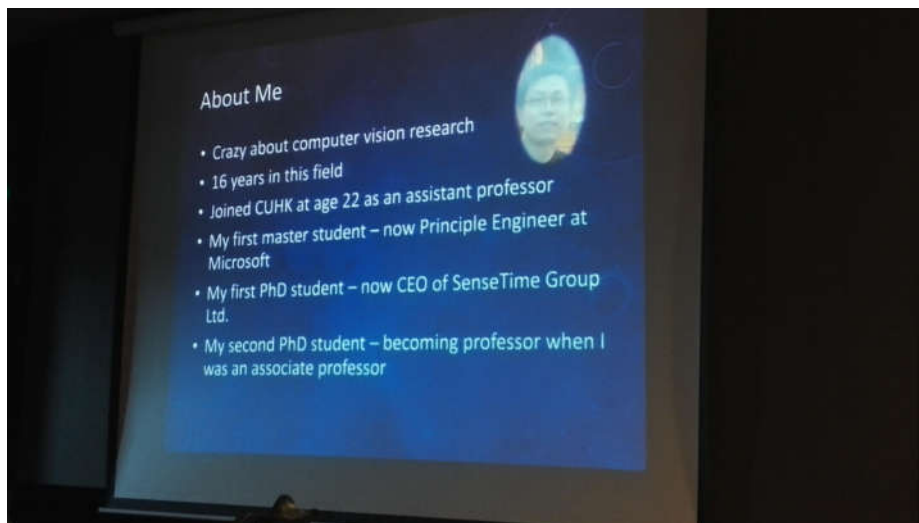 About Me
• Crazy about computer vision research
• 16 years in this field
• Joined CUHK at age 22 as an assistant professor
• My first master student – now Principle Engineer at
Microsoft
• My first PhD student – now CEO of SenseTime Group
Ltd.
• My second PhD student – becoming professor when I
was an associate professor